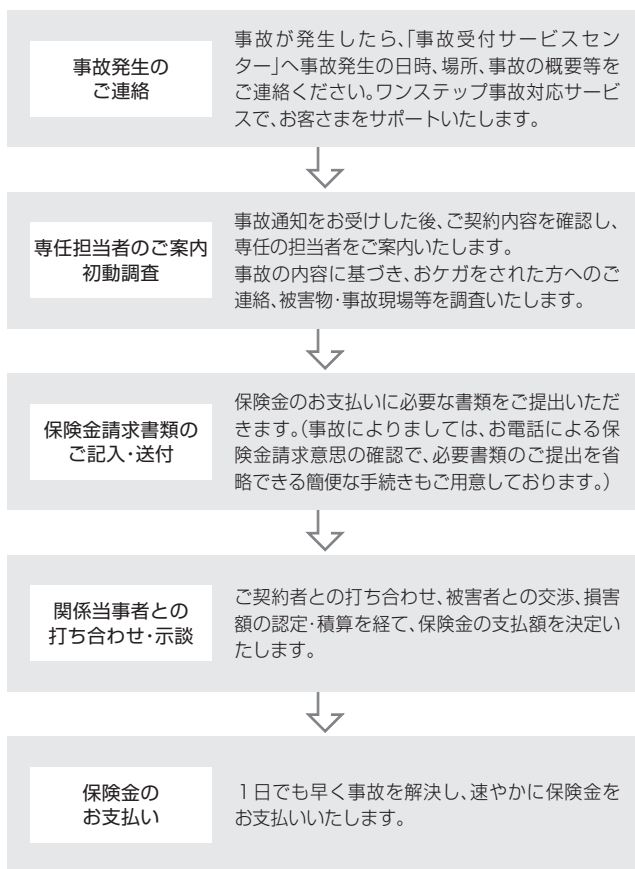 事故発生の
ご連絡
事故が発生したら、「事故受付サービスセン
ター」へ事故発生の日時、場所、事故の概要等を
ご連絡ください。ワンステップ事故対応サービ
スで、お客さまをサポートいたします。
専任担当者のご案内
初動調査
事故通知をお受けした後、ご契約内容を確認し、
専任の担当者をご案内いたします。
事故の内容に基づき、おケガをされた方へのご
連絡、被害物・事故現場等を調査いたします。
保険金請求書類の
ご記入・送付
保険金のお支払いに必要な書類をご提出いただ
きます。（事故によりましては、お電話による保
険金請求意思の確認で、必要書類のご提出を省
略できる簡便な手続きもご用意しております。）
関係当事者との
打ち合わせ・示談
ご契約者との打ち合わせ、被害者との交渉、損害
額の認定・積算を経て、保険金の支払額を決定い
たします。
保険金の
お支払い
1日でも早く事故を解決し、速やかに保険金を
お支払いいたします。